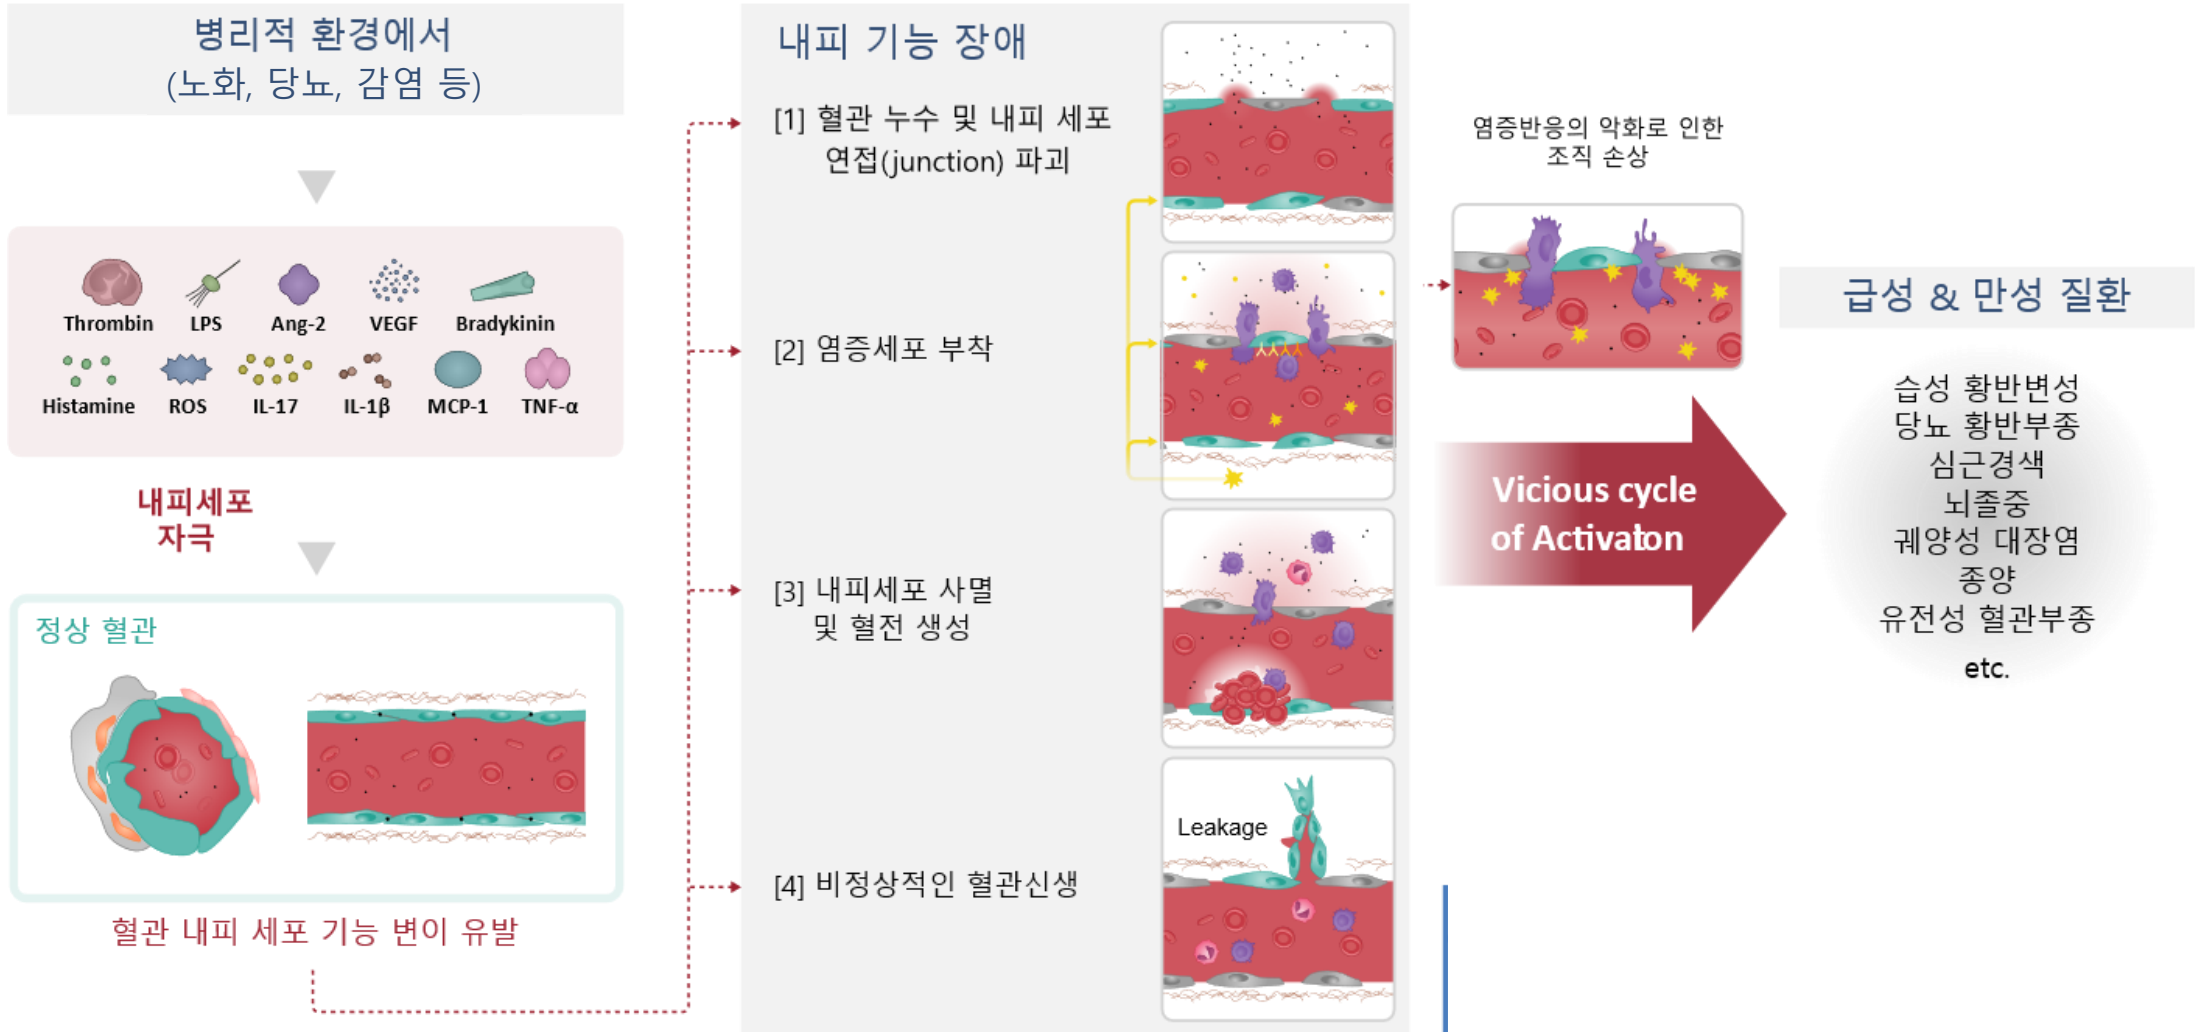 병리적 환경에서
(노화, 당뇨, 감염 등)
Thrombin
LPS
Ang-2
VEGF
Bradykinin
Histamine
ROS
IL-17
IL-1β
MCP-1
TNF-α
내피세포
자극
정상 혈관
혈관 내피 세포 기능 변이 유발
내피 기능 장애
[1] 혈관 누수 및 내피 세포
연접(junction) 파괴
[2] 염증세포 부착
[3] 내피세포 사멸
및 혈전 생성
[4] 비정상적인 혈관신생
Leakage
염증반응의 악화로 인한
조직 손상
Vicious cycle
of Activaton
급성 & 만성 질환
습성 황반변성
당뇨 황반부종
심근경색
뇌졸중
궤양성 대장염
종양
유전성 혈관부종
etc.